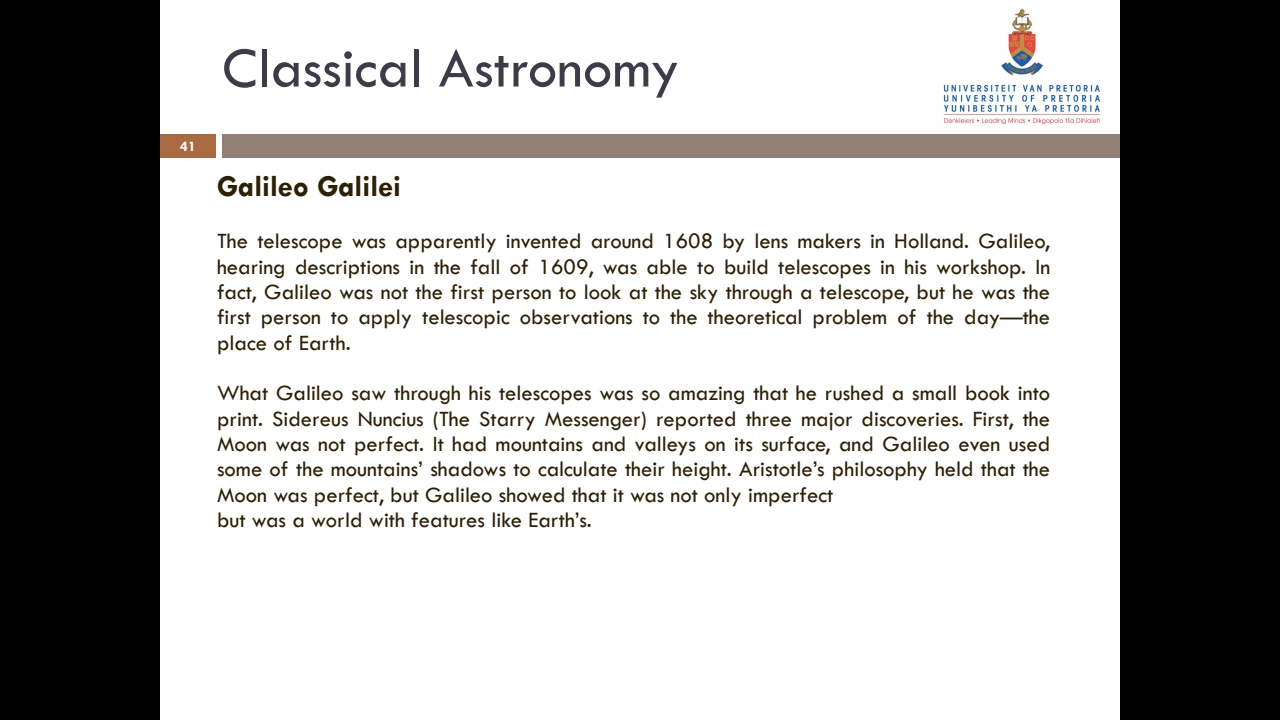 Classical Astronomy
UNIVERSITEIT VAN PRETORIA
UNIVERSITY OF PRETORIA
YUNIBESITHI YA PRETORIA
Denkleiers • Leading Minds • Dikgopolo tša Dihlalefi
41
Galileo Galilei
The telescope was apparently invented around 1608 by lens makers in Holland. Galileo,
hearing descriptions in the fall of 1609, was able to build telescopes in his workshop. In
fact, Galileo was not the first person to look at the sky through a telescope, but he was the
first person to apply telescopic observations to the theoretical problem of the day—the
place of Earth.
What Galileo saw through his telescopes was so amazing that he rushed a small book into
print. Sidereus Nuncius (The Starry Messenger) reported three major discoveries. First, the
Moon was not perfect. It had mountains and valleys on its surface, and Galileo even used
some of the mountains’ shadows to calculate their height. Aristotle’s philosophy held that the
Moon was perfect, but Galileo showed that it was not only imperfect
but was a world with features like Earth’s.